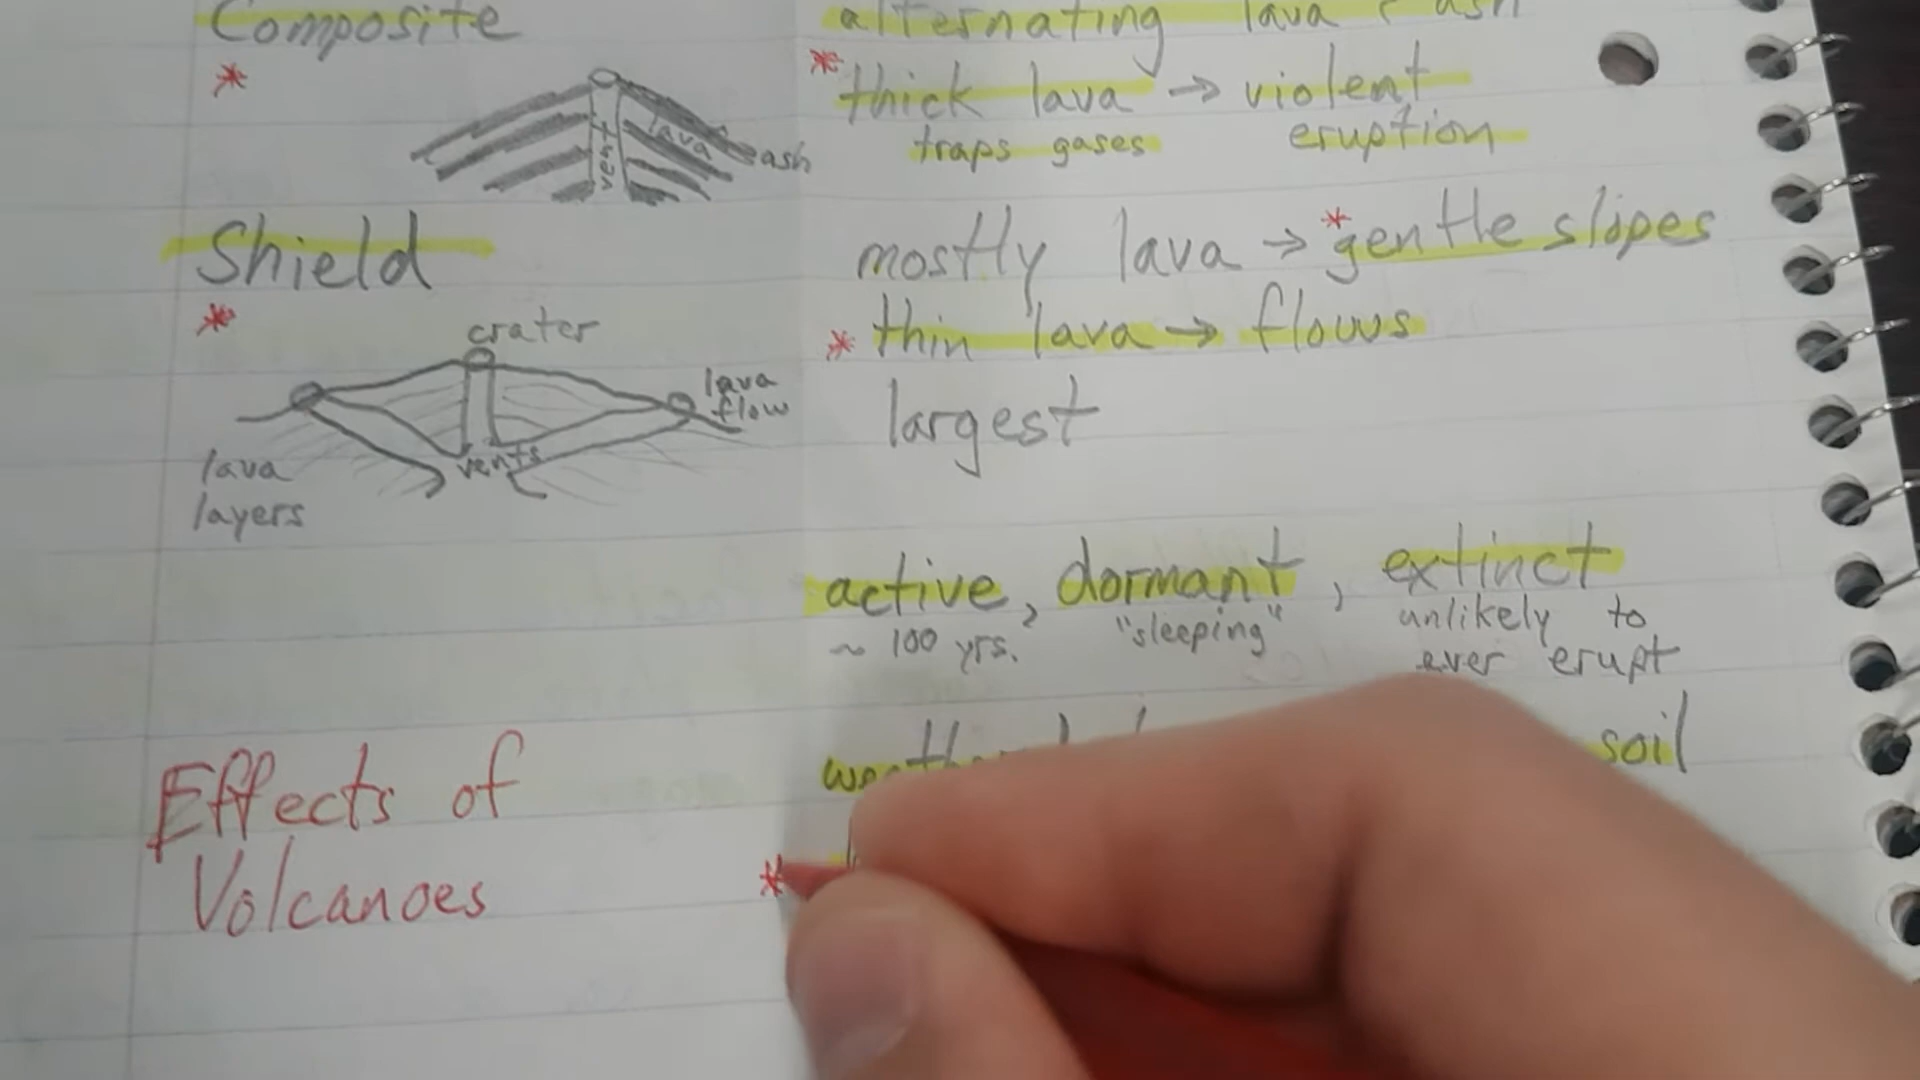 Composite
alternating lava & ash
* thick lava → violent
traps gases eruption
*
lava
vent
ash
Shield
mostly lava → *gentle slopes
* thin lava → flows
largest
*
crater
lava
flow
vents
lava
layers
active, dormant, extinct
~ 100 yrs. "sleeping" unlikely to
ever erupt
soil
Effects of
Volcanoes
*